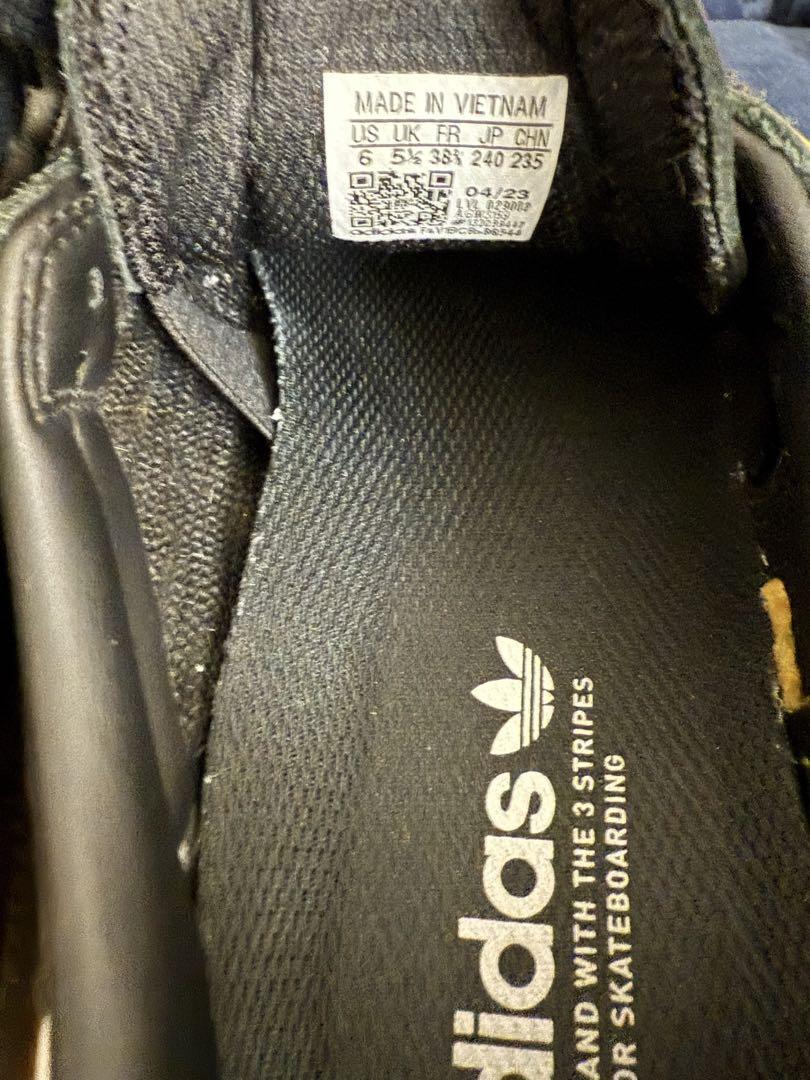 MADE IN VIETNAM
US UK FR JP CHN
6 5½ 38⅔ 240 235
04/23
adidas
AND WITH THE 3 STRIPES
OR SKATEBOARDING